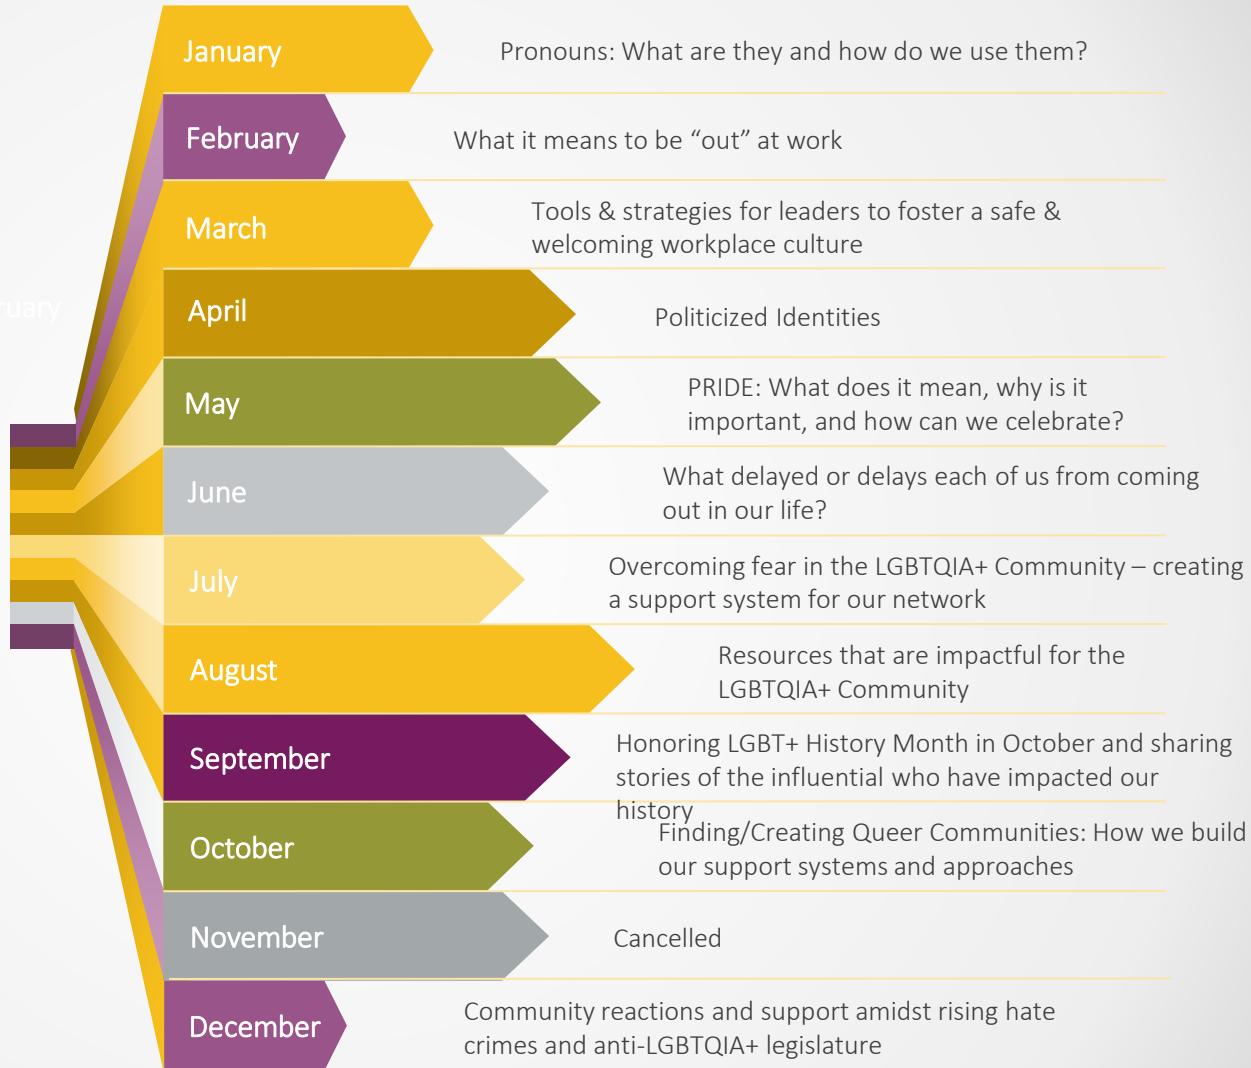 January
Pronouns: What are they and how do we use them?
February
What it means to be “out” at work
March
Tools & strategies for leaders to foster a safe &
welcoming workplace culture
ruary
April
Politicized Identities
May
PRIDE: What does it mean, why is it
important, and how can we celebrate?
June
What delayed or delays each of us from coming
out in our life?
July
Overcoming fear in the LGBTQIA+ Community – creating
a support system for our network
August
Resources that are impactful for the
LGBTQIA+ Community
September
Honoring LGBT+ History Month in October and sharing
stories of the influential who have impacted our
history
October
Finding/Creating Queer Communities: How we build
our support systems and approaches
November
Cancelled
December
Community reactions and support amidst rising hate
crimes and anti-LGBTQIA+ legislature